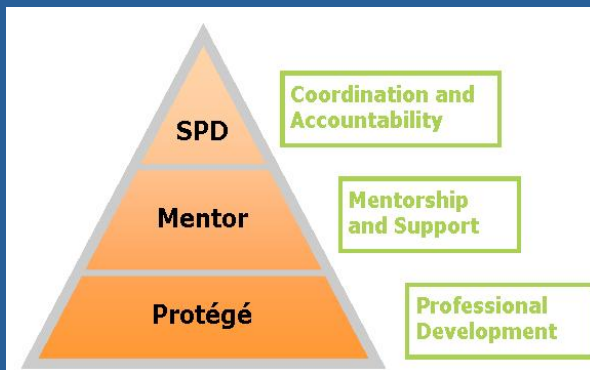 SPD
Coordination and
Accountability
Mentor
Mentorship
and Support
Protégé
Professional
Development